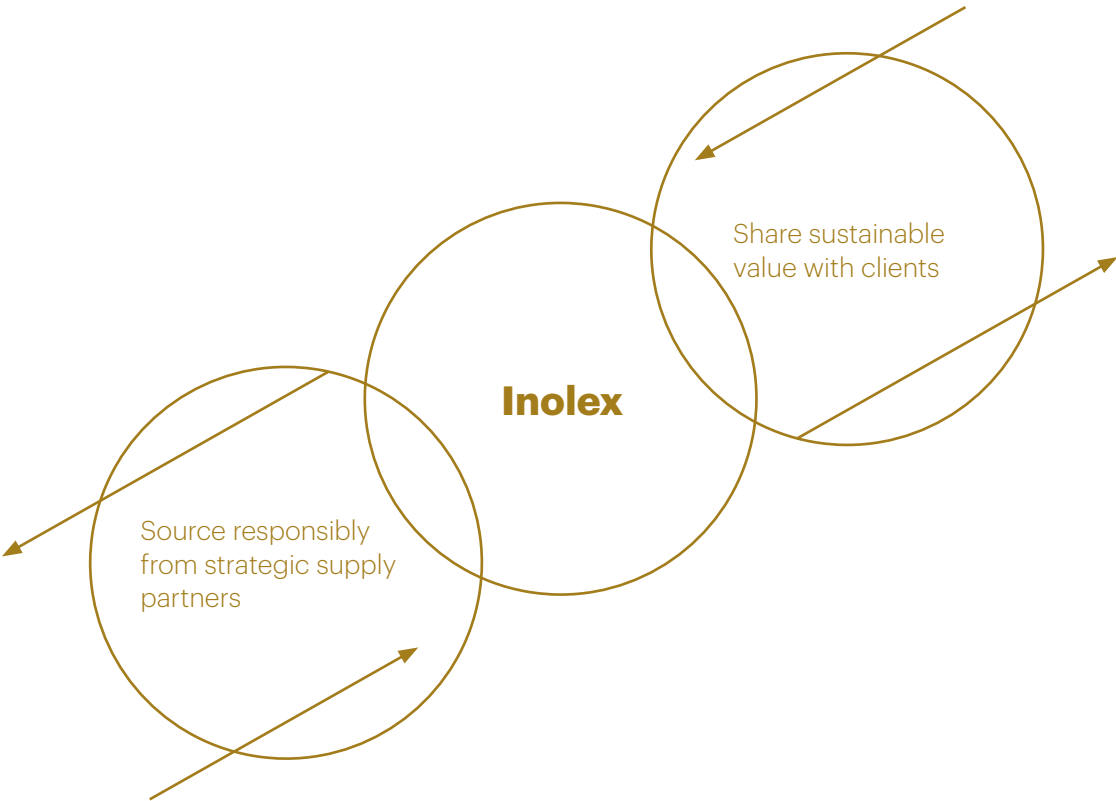 Share sustainable
value with clients
Inolex
Source responsibly
from strategic supply
partners